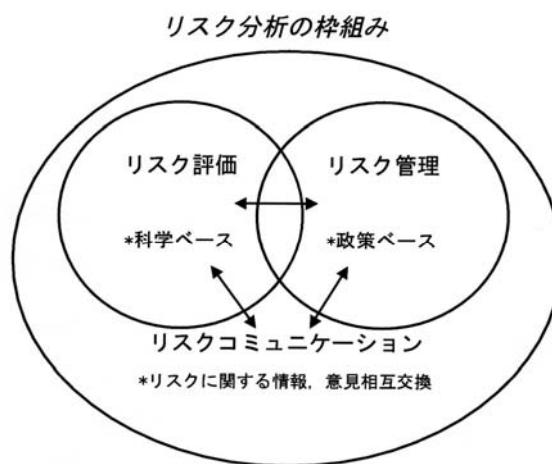 リスク分析の枠組み
リスク評価
リスク管理
*科学ベース
*政策ベース
リスクコミュニケーション
*リスクに関する情報，意見相互交換